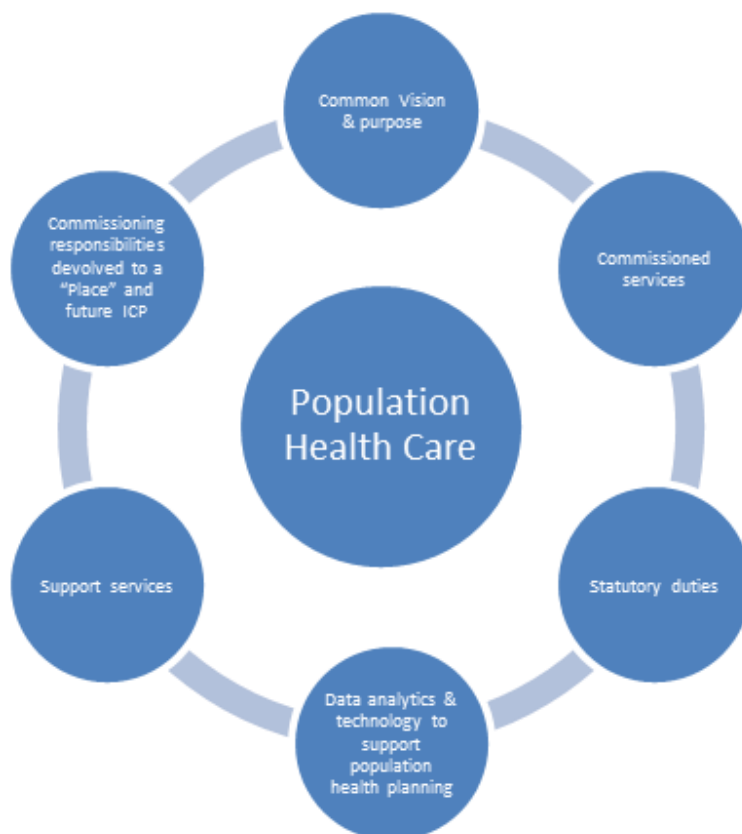 Common Vision
& purpose
Commissioned
services
Statutory duties
Data analytics &
technology to
support
population
health planning
Support services
Commissioning
responsibilities
devolved to a
“Place” and
future ICP
Population
Health Care